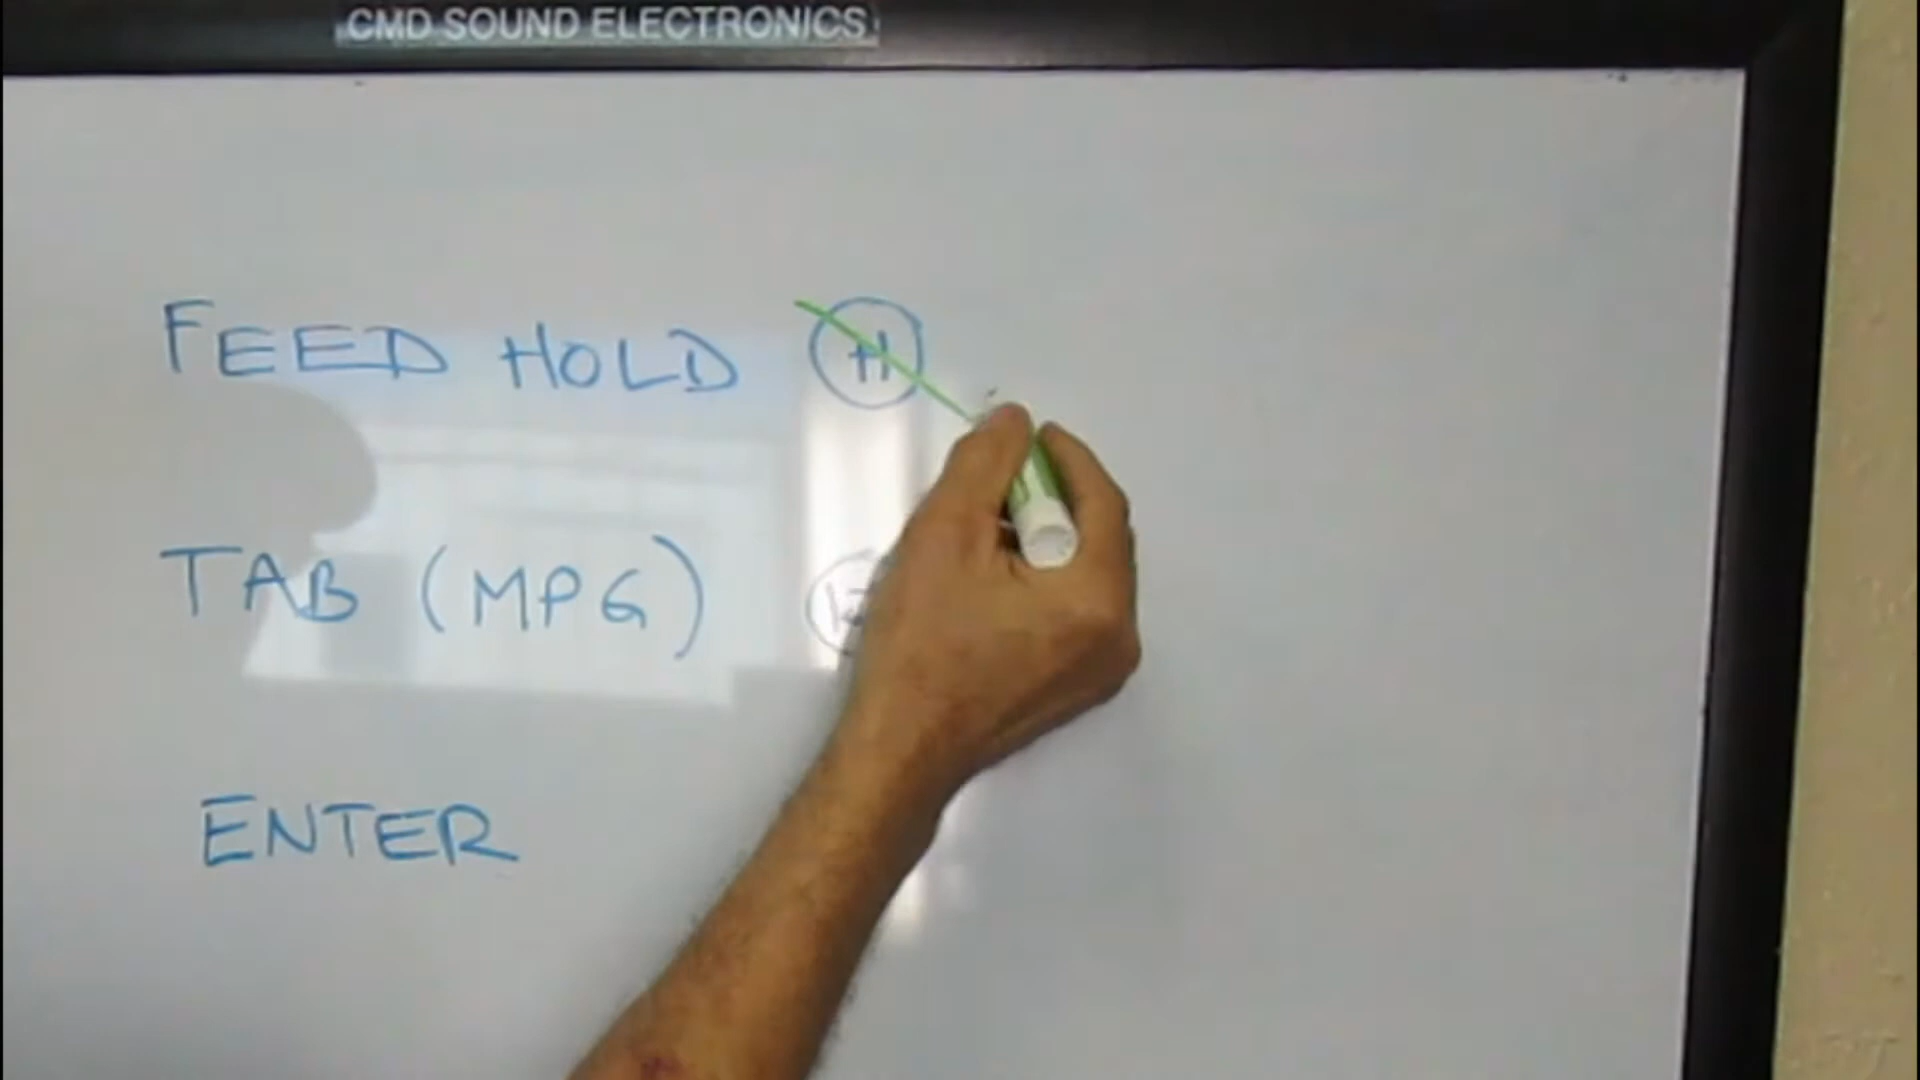 CMD SOUND ELECTRONICS
FEED HOLD H
TAB (MPG)
ENTER